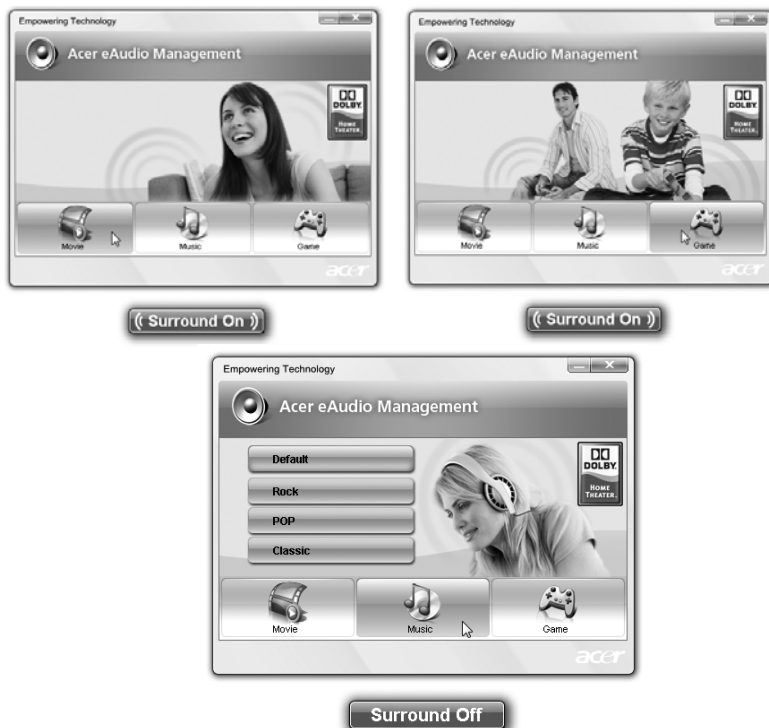 Empowering Technology
Acer eAudio Management
DOLBY.
HOME
THEATER.
Movie
Music
Game
acer
(( Surround On ))
Empowering Technology
Acer eAudio Management
DOLBY.
HOME
THEATER.
Movie
Music
Game
acer
(( Surround On ))
Empowering Technology
Acer eAudio Management
Default
Rock
POP
Classic
DOLBY.
HOME
THEATER.
Movie
Music
Game
acer
Surround Off